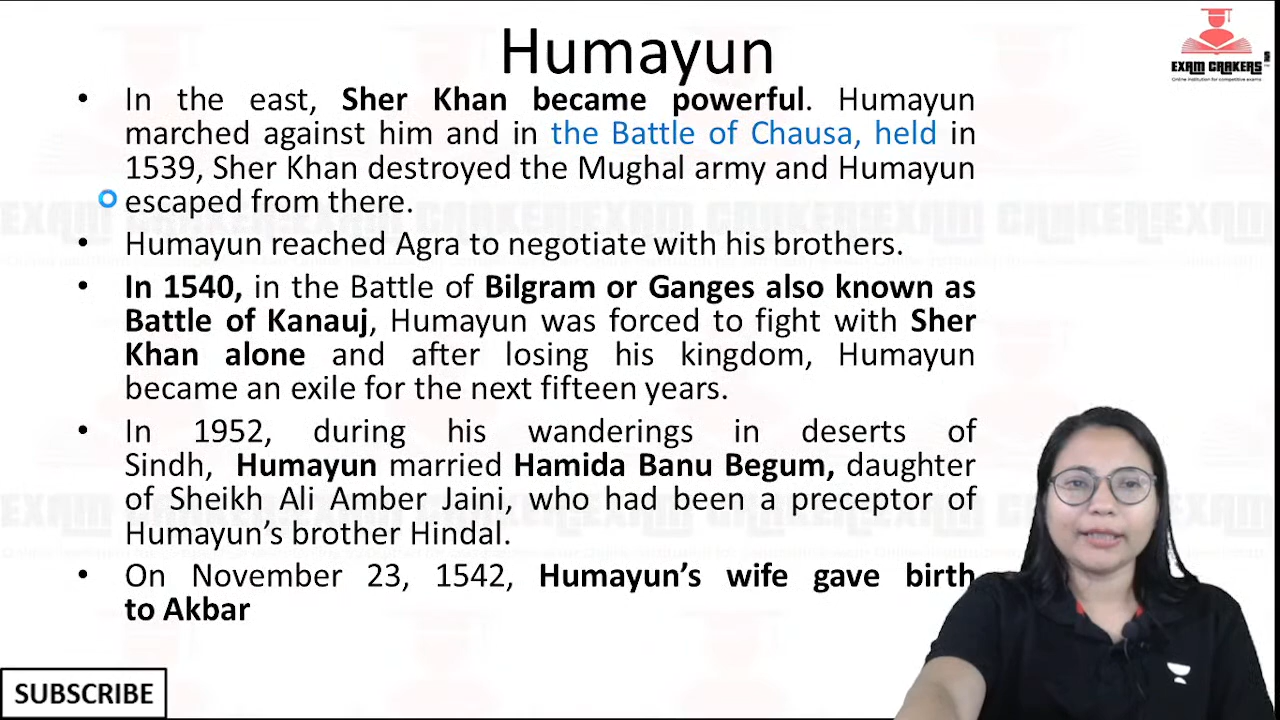 Humayun
EXAM CRAKERS
Online institution for competitive exams
• In the east, Sher Khan became powerful. Humayun
marched against him and in the Battle of Chausa, held in
1539, Sher Khan destroyed the Mughal army and Humayun
escaped from there.
• Humayun reached Agra to negotiate with his brothers.
• In 1540, in the Battle of Bilgram or Ganges also known as
Battle of Kanauj, Humayun was forced to fight with Sher
Khan alone and after losing his kingdom, Humayun
became an exile for the next fifteen years.
• In 1952, during his wanderings in deserts of
Sindh, Humayun married Hamida Banu Begum, daughter
of Sheikh Ali Amber Jaini, who had been a preceptor of
Humayun's brother Hindal.
• On November 23, 1542, Humayun's wife gave birth
to Akbar
SUBSCRIBE